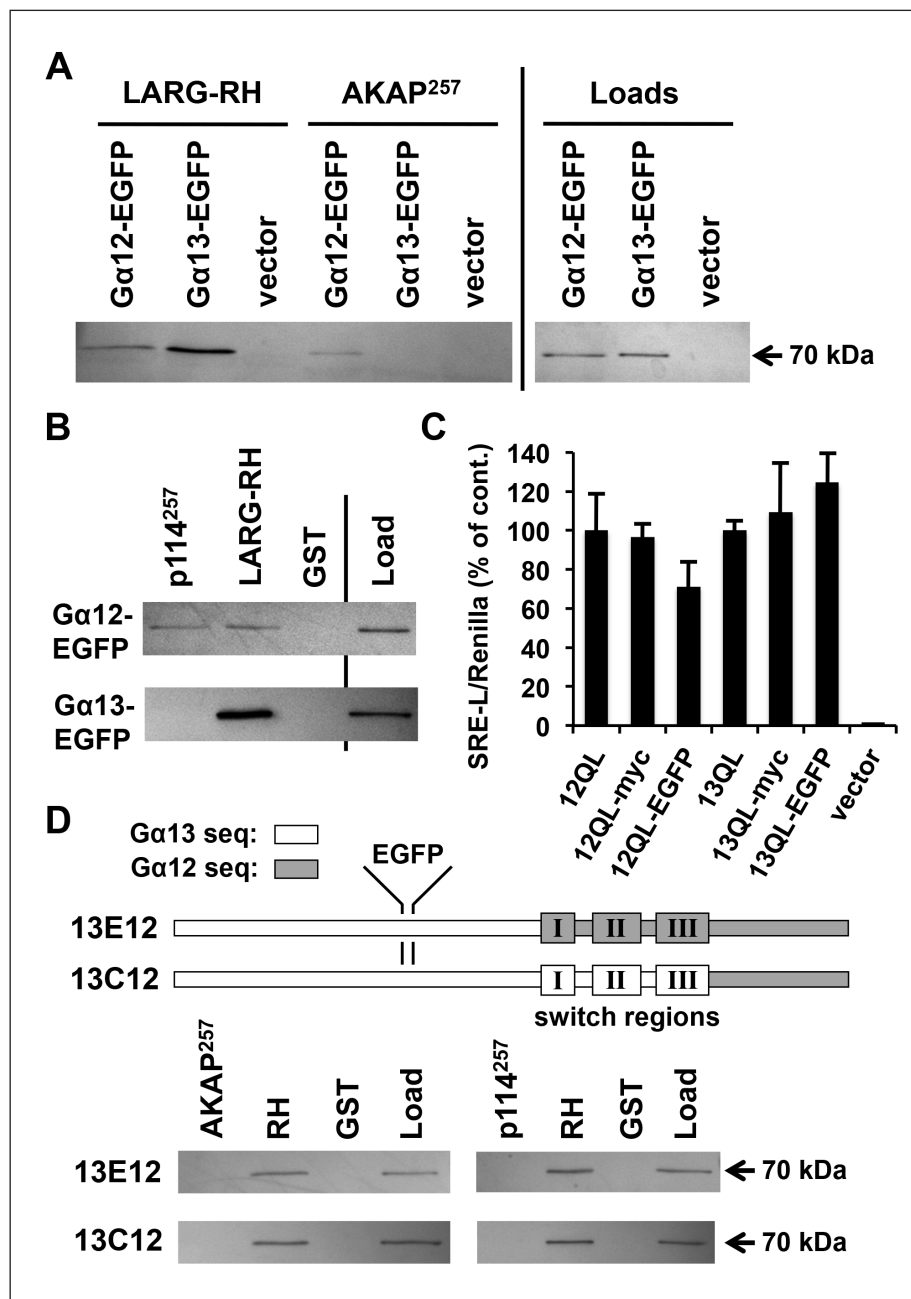 A
LARG-RH AKAP²⁵⁷ Loads
Gα12-EGFP Gα13-EGFP vector Gα12-EGFP Gα13-EGFP vector Gα12-EGFP Gα13-EGFP vector
70 kDa
B
p114²⁵⁷ LARG-RH GST Load
Gα12-
EGFP
Gα13-
EGFP
C
SRE-L/Renilla (% of cont.)
140
120
100
80
60
40
20
0
12QL 12QL-myc 12QL-EGFP 13QL 13QL-myc 13QL-EGFP vector
D
Gα13 seq:
Gα12 seq:
EGFP
13E12 I II III
13C12 I II III
switch regions
AKAP²⁵⁷ RH GST Load p114²⁵⁷ RH GST Load
13E12 70 kDa
13C12 70 kDa